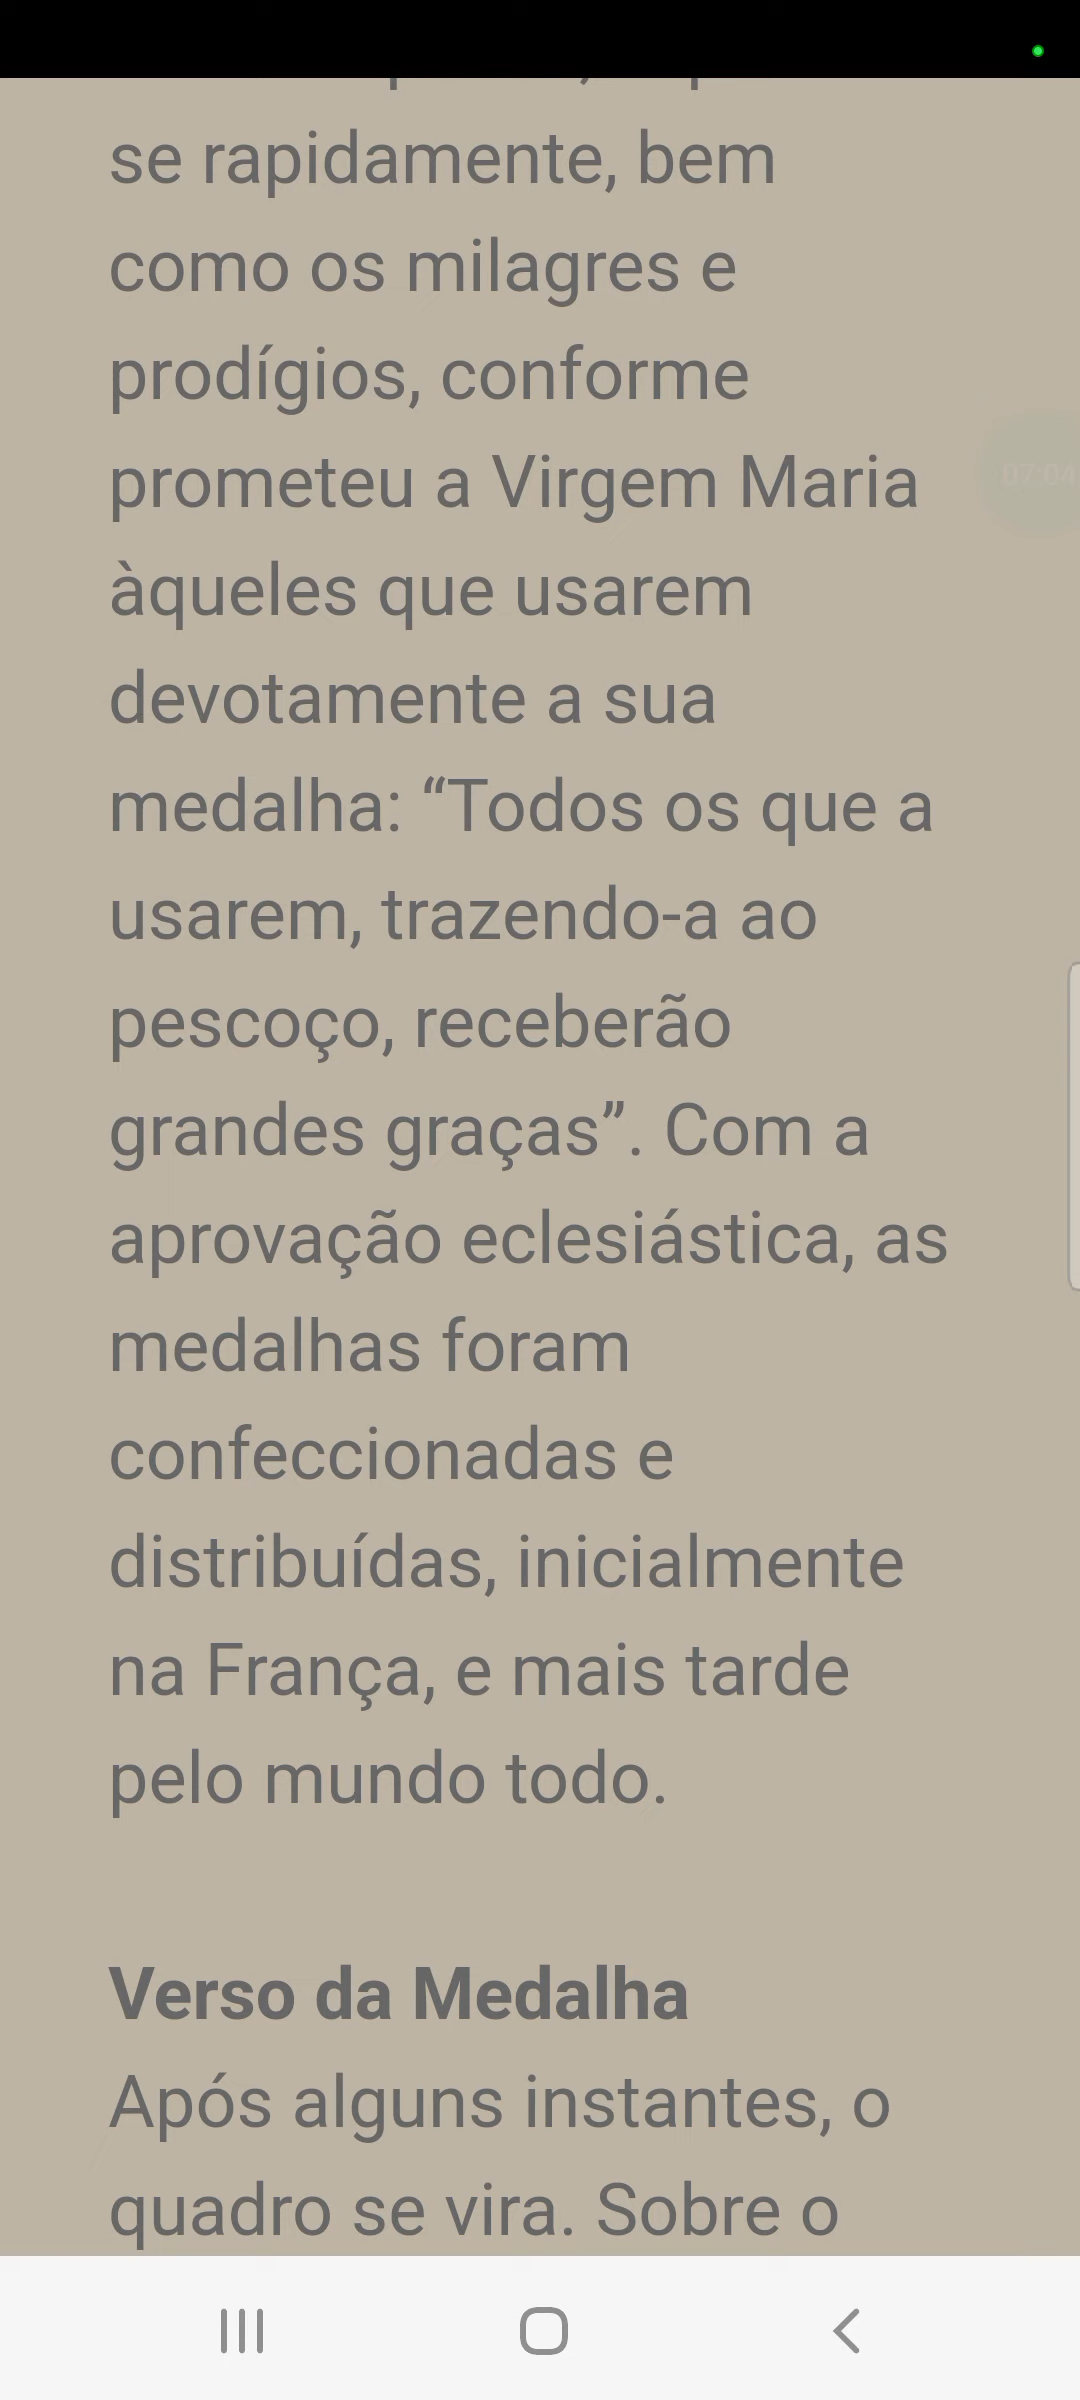 se rapidamente, bem
como os milagres e
prodígios, conforme
prometeu a Virgem Maria
07:04
àqueles que usarem
devotamente a sua
medalha: “Todos os que a
usarem, trazendo-a ao
pescoço, receberão
grandes graças”. Com a
aprovação eclesiástica, as
medalhas foram
confeccionadas e
distribuídas, inicialmente
na França, e mais tarde
pelo mundo todo.
Verso da Medalha
Após alguns instantes, o
quadro se vira. Sobre o